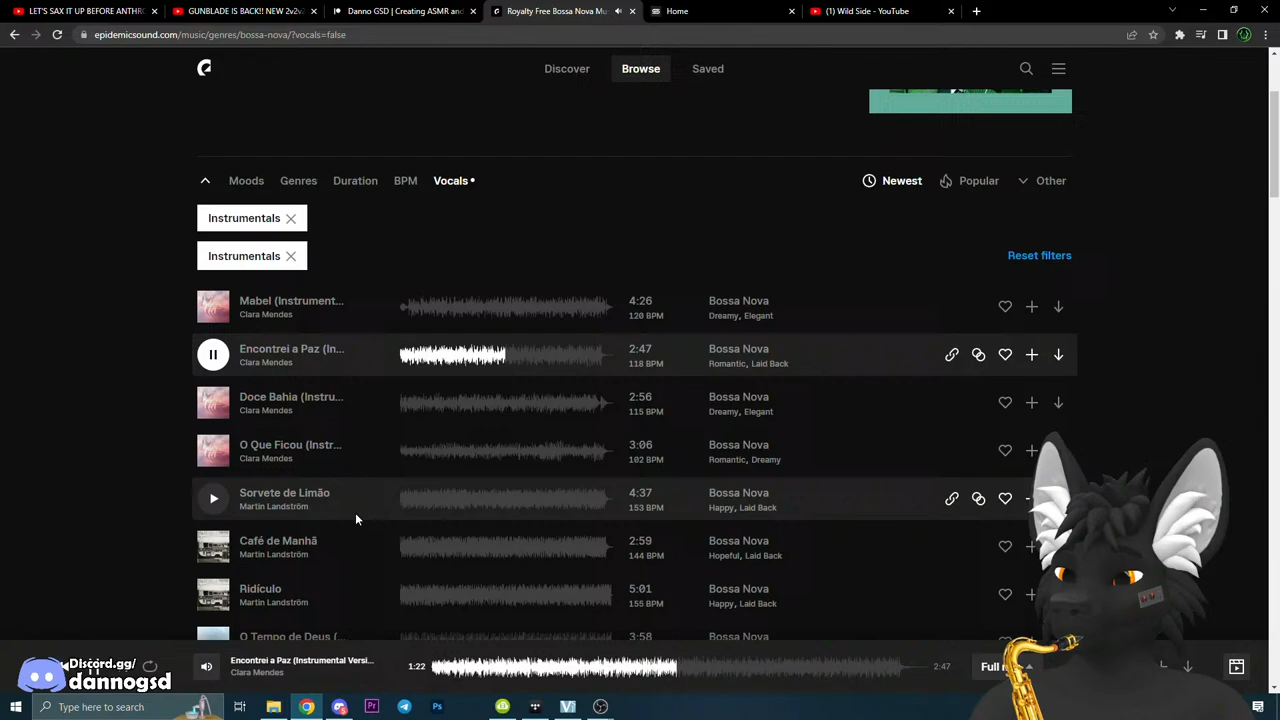 LET'S SAX IT UP BEFORE ANTHR
GUNBLADE IS BACK!! NEW 2v2v
Danno GSD | Creating ASMR and
Royalty Free Bossa Nova Mu
Home
(1) Wild Side - YouTube
epidemicsound.com/music/genres/bossa-nova/?vocals=false
Discover
Browse
Saved
Moods
Genres
Duration
BPM
Vocals
Newest
Popular
Other
Instrumentals
Instrumentals
Reset filters
Mabel (Instrument...
Clara Mendes
4:26
120 BPM
Bossa Nova
Dreamy, Elegant
Encontrei a Paz (In...
Clara Mendes
2:47
118 BPM
Bossa Nova
Romantic, Laid Back
Doce Bahia (Instru...
Clara Mendes
2:56
115 BPM
Bossa Nova
Dreamy, Elegant
O Que Ficou (Instr...
Clara Mendes
3:06
102 BPM
Bossa Nova
Romantic, Dreamy
Sorvete de Limão
Martin Landström
4:37
153 BPM
Bossa Nova
Happy, Laid Back
Café de Manhã
Martin Landström
2:59
144 BPM
Bossa Nova
Hopeful, Laid Back
Ridículo
Martin Landström
5:01
155 BPM
Bossa Nova
Happy, Laid Back
O Tempo de Deus (...
3:58
Bossa Nova
Encontrei a Paz (Instrumental Versi...
Clara Mendes
1:22
2:47
Full
Discord.gg/
dannogsd
Type here to search